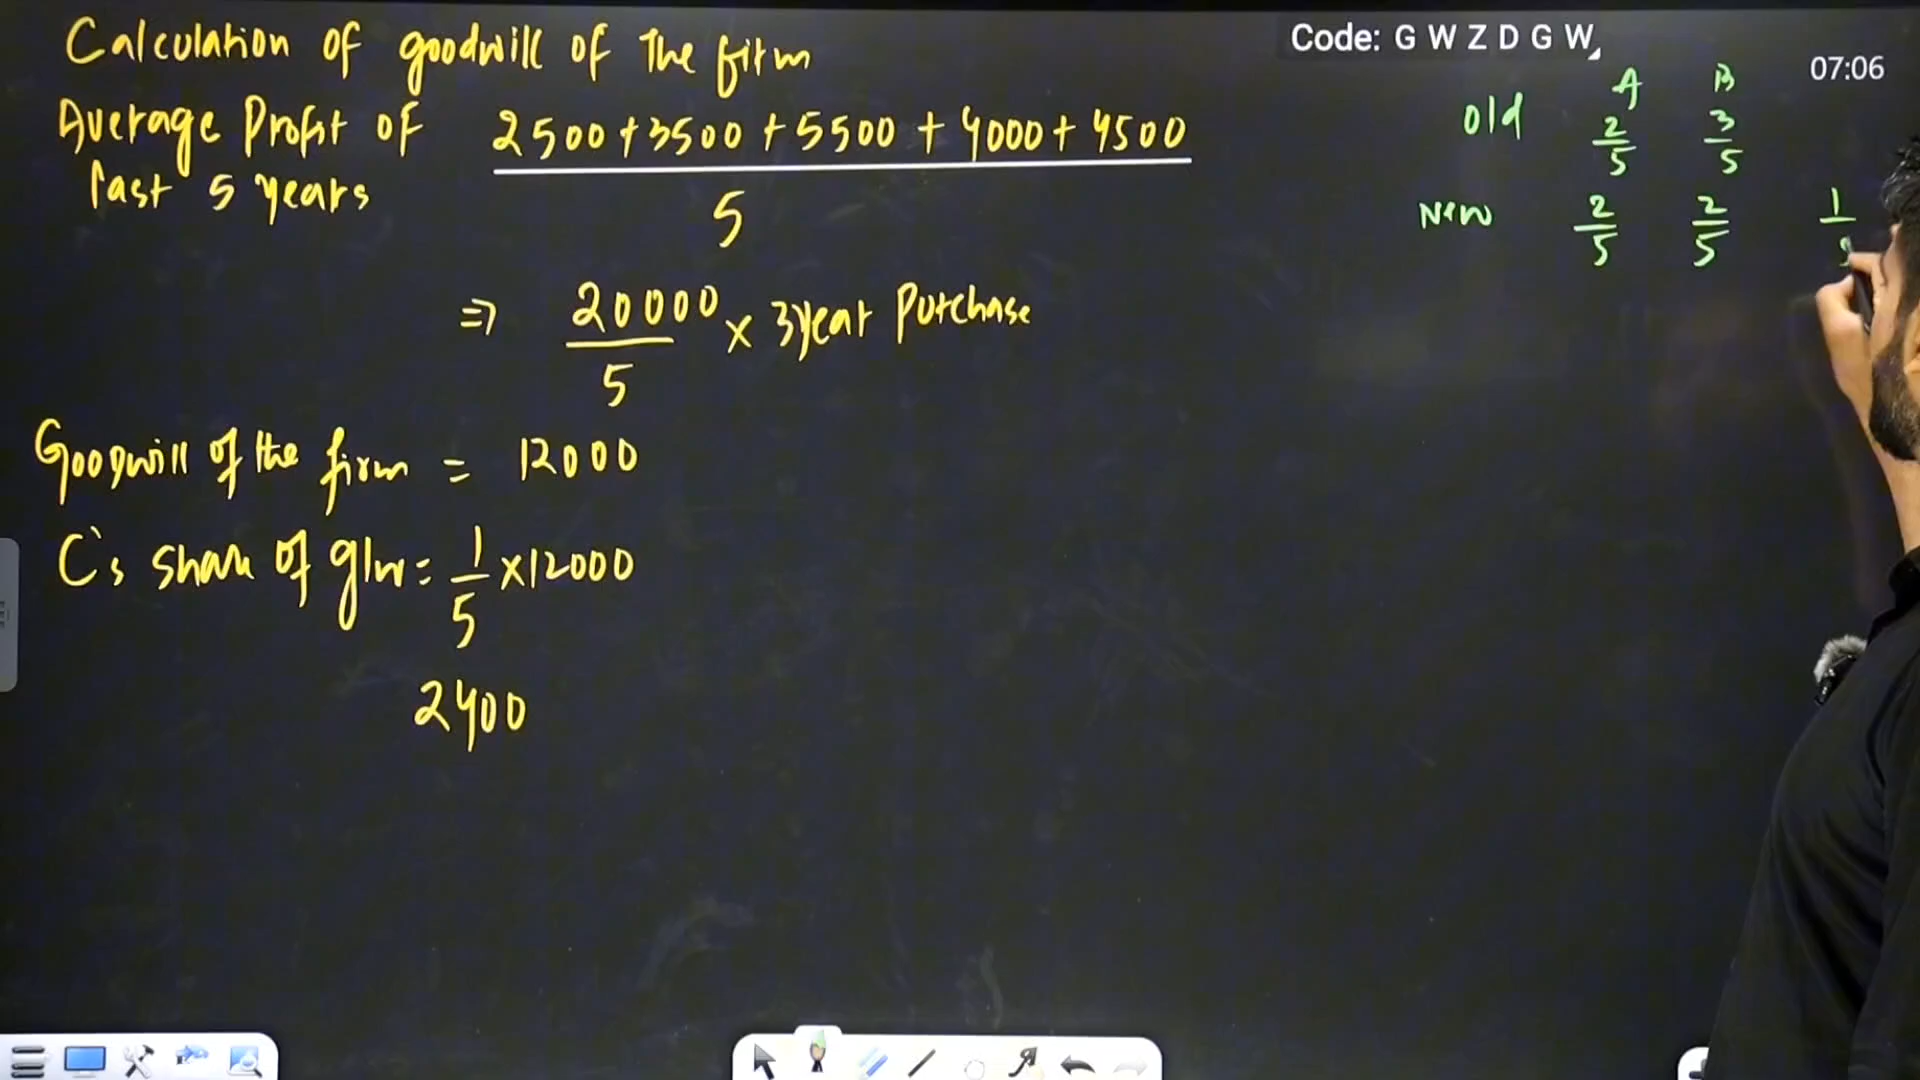 Calculation of goodwill of The firm
Code: G W Z D G W
07:06
Average Profit of last 5 years 2500+3500+5500+4000+4500
5
⇒ 20000 × 3year Purchase
5
Goodwill of the firm = 12000
C's share of g/w = 1/5 ×12000
2400
A B
old 2/5 3/5
New 2/5 2/5 1